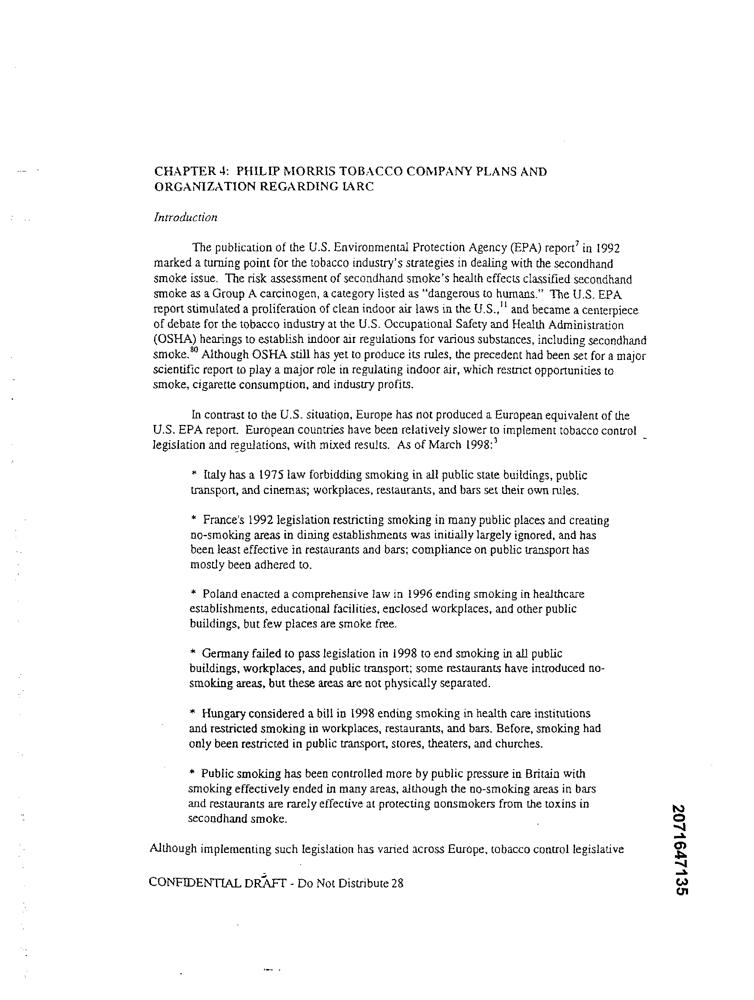 CHAPTER 4: PHILIP MORRIS TOBACCO COMPANY PLANS AND
ORGANIZATION REGARDING IARC
Introduction
The publication of the U.S. Environmental Protection Agency (EPA) report7 in 1992
marked a turning point for the tobacco industry's strategies in dealing with the secondhand
smoke issue. The risk assessment of secondhand smoke's health effects classified secondhand
smoke as a Group A carcinogen, a category listed as "dangerous to humans." The U.S. EPA
report stimulated a proliferation of clean indoor air laws in the U.S.,11 and became a centerpiece
of debate for the tobacco industry at the U.S. Occupational Safety and Health Administration
(OSHA) hearings to establish indoor air regulations for various substances, including secondhand
smoke.80 Although OSHA still has yet to produce its rules, the precedent had been set for a major
scientific report to play a major role in regulating indoor air, which restrict opportunities to
smoke, cigarette consumption, and industry profits.
In contrast to the U.S. situation, Europe has not produced a European equivalent of the
U.S. EPA report. European countries have been relatively slower to implement tobacco control
legislation and regulations, with mixed results. As of March 1998:3
* Italy has a 1975 law forbidding smoking in all public state buildings, public
transport, and cinemas; workplaces, restaurants, and bars set their own rules.
* France's 1992 legislation restricting smoking in many public places and creating
no-smoking areas in dining establishments was initially largely ignored, and has
been least effective in restaurants and bars; compliance on public transport has
mostly been adhered to.
* Poland enacted a comprehensive law in 1996 ending smoking in healthcare
establishments, educational facilities, enclosed workplaces, and other public
buildings, but few places are smoke free.
* Germany failed to pass legislation in 1998 to end smoking in all public
buildings, workplaces, and public transport; some restaurants have introduced no-
smoking areas, but these areas are not physically separated.
* Hungary considered a bill in 1998 ending smoking in health care institutions
and restricted smoking in workplaces, restaurants, and bars. Before, smoking had
only been restricted in public transport, stores, theaters, and churches.
* Public smoking has been controlled more by public pressure in Britain with
smoking effectively ended in many areas, although the no-smoking areas in bars
and restaurants are rarely effective at protecting nonsmokers from the toxins in
secondhand smoke.
Although implementing such legislation has varied across Europe, tobacco control legislative
CONFIDENTIAL DRAFT - Do Not Distribute 28
2071647135